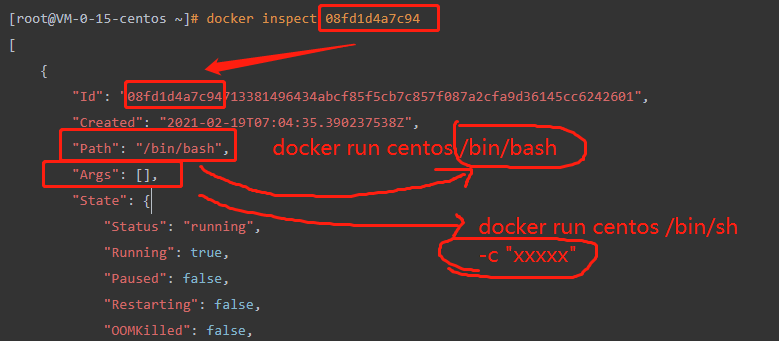 [root@VM-0-15-centos ~]# docker inspect 08fd1d4a7c94
[
{
"Id": "08fd1d4a7c94713381496434abcf85f5cb7c857f087a2cfa9d36145cc6242601",
"Created": "2021-02-19T07:04:35.390237538Z",
"Path": "/bin/bash",
docker run centos /bin/bash
"Args": [],
"State": {
docker run centos /bin/sh
"Status": "running",
-c "xxxxx"
"Running": true,
"Paused": false,
"Restarting": false,
"OOMKilled": false,